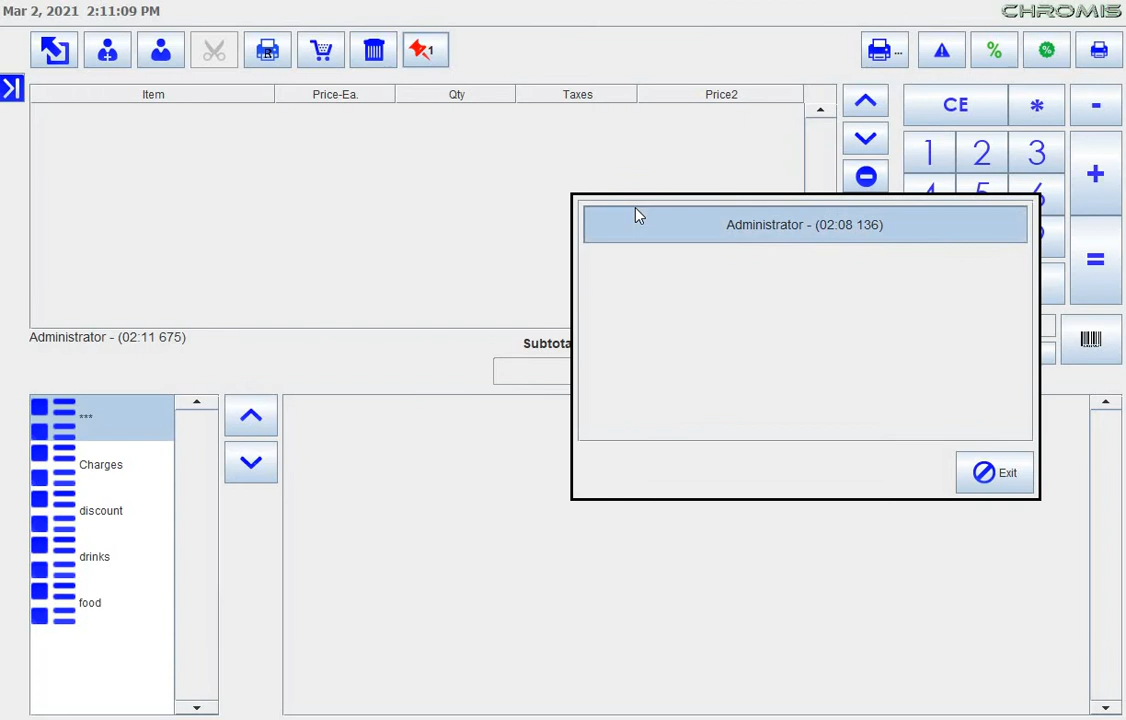 Mar 2, 2021 2:11:09 PM
CHROMIS
R
1
...
%
%
Item Price-Ea. Qty Taxes Price2
CE * -
1 2 3 +
=
Administrator - (02:08 136)
Administrator - (02:11 675)
Subtota
Exit
***
Charges
discount
drinks
food